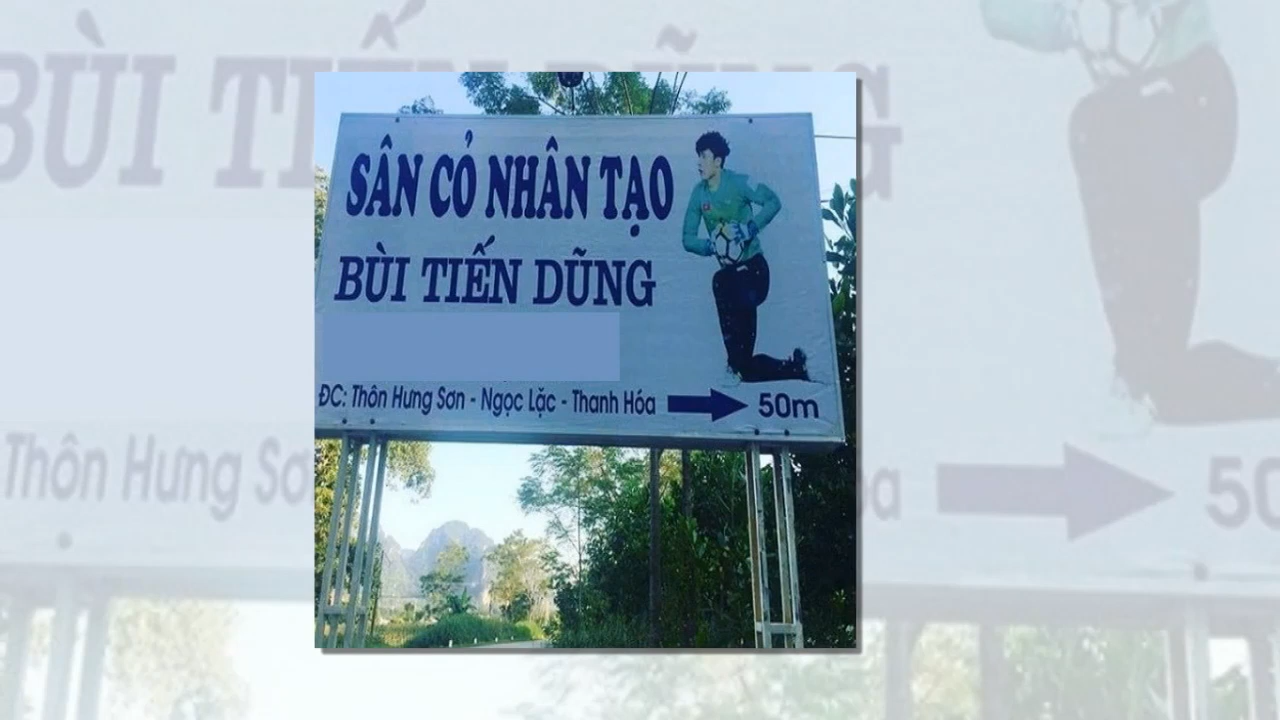 SÂN CỎ NHÂN TẠO
BÙI TIẾN DŨNG
ĐC: Thôn Hưng Sơn - Ngọc Lặc - Thanh Hóa
50m